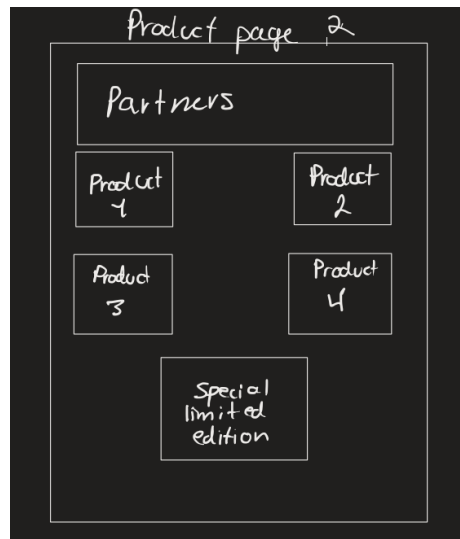 Product page 2
Partners
Product
1
Product
2
Product
3
Product
4
Special
limited
edition